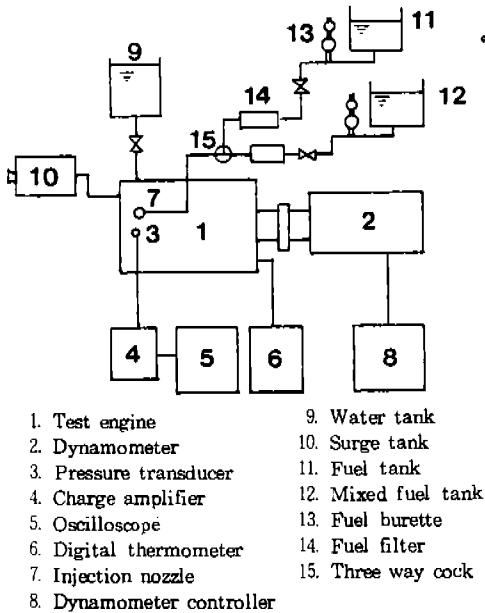 11
13
9
12
14
15
10
7
3
1
2
4
5
6
8
1. Test engine
2. Dynamometer
3. Pressure transducer
4. Charge amplifier
5. Oscilloscope
6. Digital thermometer
7. Injection nozzle
8. Dynamometer controller
9. Water tank
10. Surge tank
11. Fuel tank
12. Mixed fuel tank
13. Fuel burette
14. Fuel filter
15. Three way cock